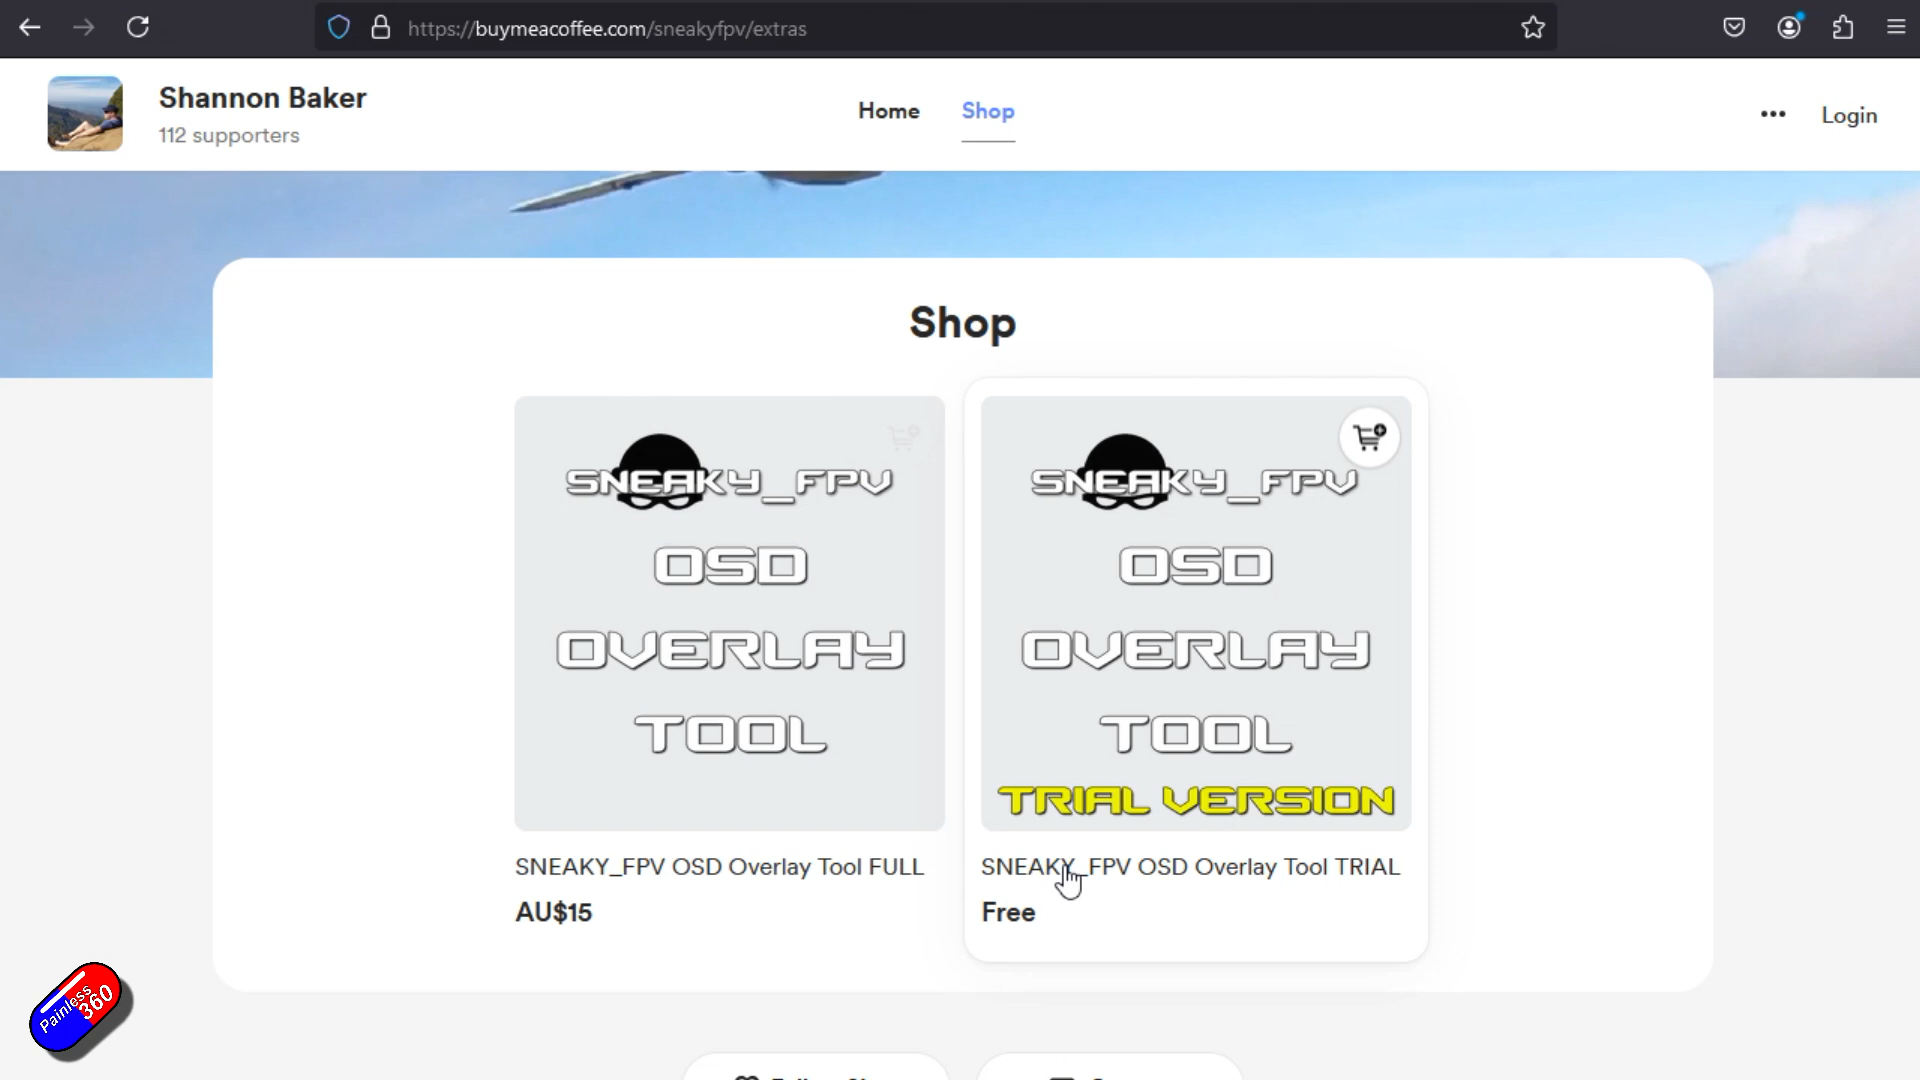 https://buymeacoffee.com/sneakyfpv/extras
Shannon Baker
112 supporters
Home
Shop
Login
Shop
SNEAKY_FPV
OSD
OVERLAY
TOOL
SNEAKY_FPV OSD Overlay Tool FULL
AU$15
SNEAKY_FPV
OSD
OVERLAY
TOOL
TRIAL VERSION
SNEAKY_FPV OSD Overlay Tool TRIAL
Free
Painless
360